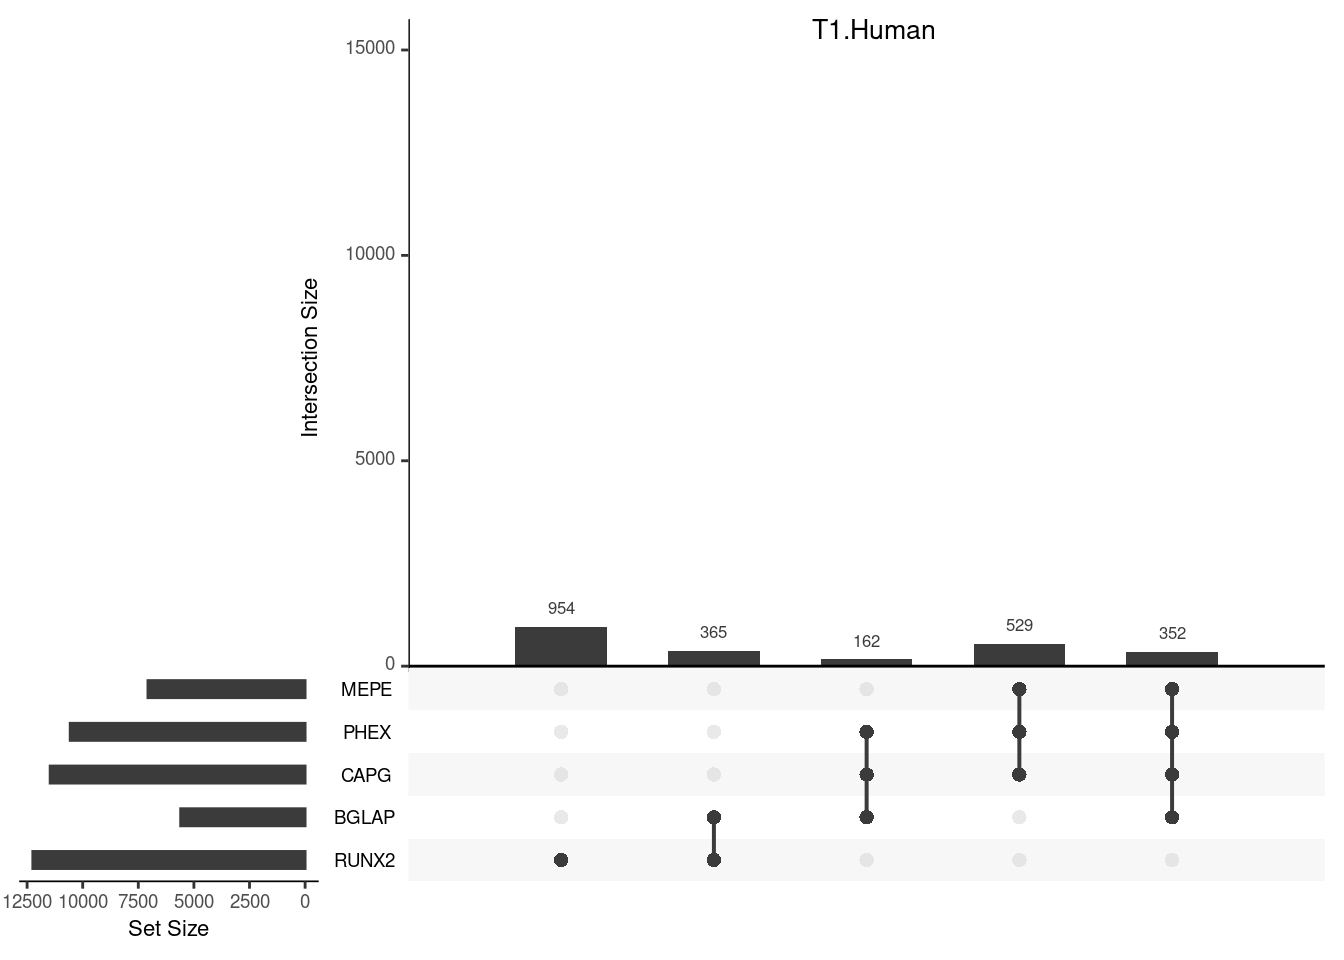 T1.Human
15000
10000
5000
0
Intersection Size
954
365
162
529
352
MEPE
PHEX
CAPG
BGLAP
RUNX2
12500 10000 7500 5000 2500 0
Set Size